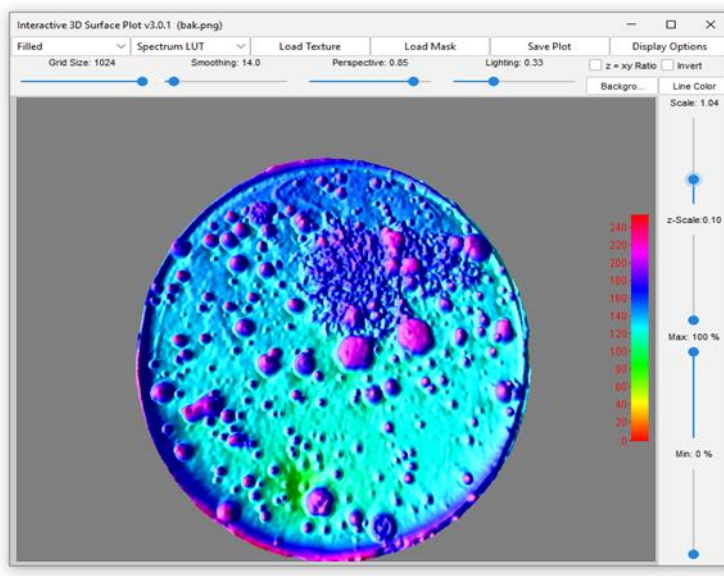 Interactive 3D Surface Plot v3.0.1 (bak.png)
Filled Spectrum LUT Load Texture Load Mask Save Plot Display Options
Grid Size: 1024 Smoothing: 14.0 Perspective: 0.85 Lighting: 0.33 z = xy Ratio Invert
Backgro... Line Color
Scale: 1.04
z-Scale:0.10
240
220
200
180
160
140
120
100
80
60
40
20
0
Max: 100 %
Min: 0 %